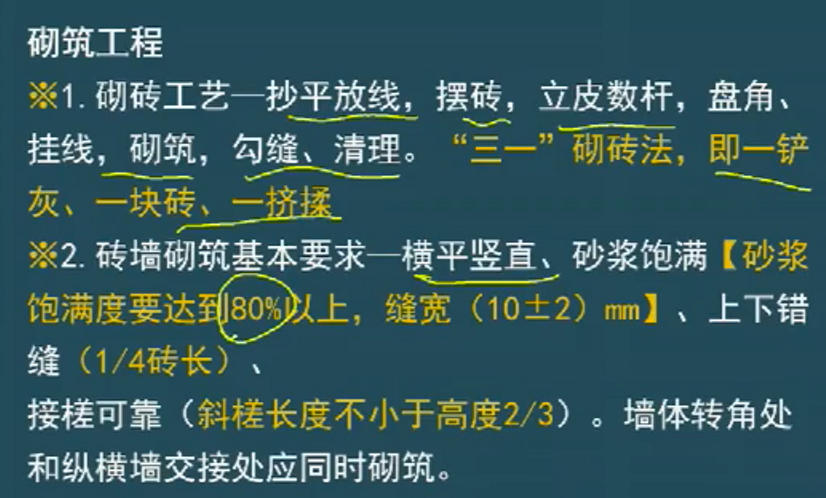 砌筑工程
※1.砌砖工艺—抄平放线，摆砖，立皮数杆，盘角、
挂线，砌筑，勾缝、清理。“三一”砌砖法，即一铲
灰、一块砖、一挤揉
※2.砖墙砌筑基本要求—横平竖直、砂浆饱满【砂浆
饱满度要达到80%以上，缝宽（10±2）mm】、上下错
缝（1/4砖长）、
接槎可靠（斜槎长度不小于高度2/3）。墙体转角处
和纵横墙交接处应同时砌筑。